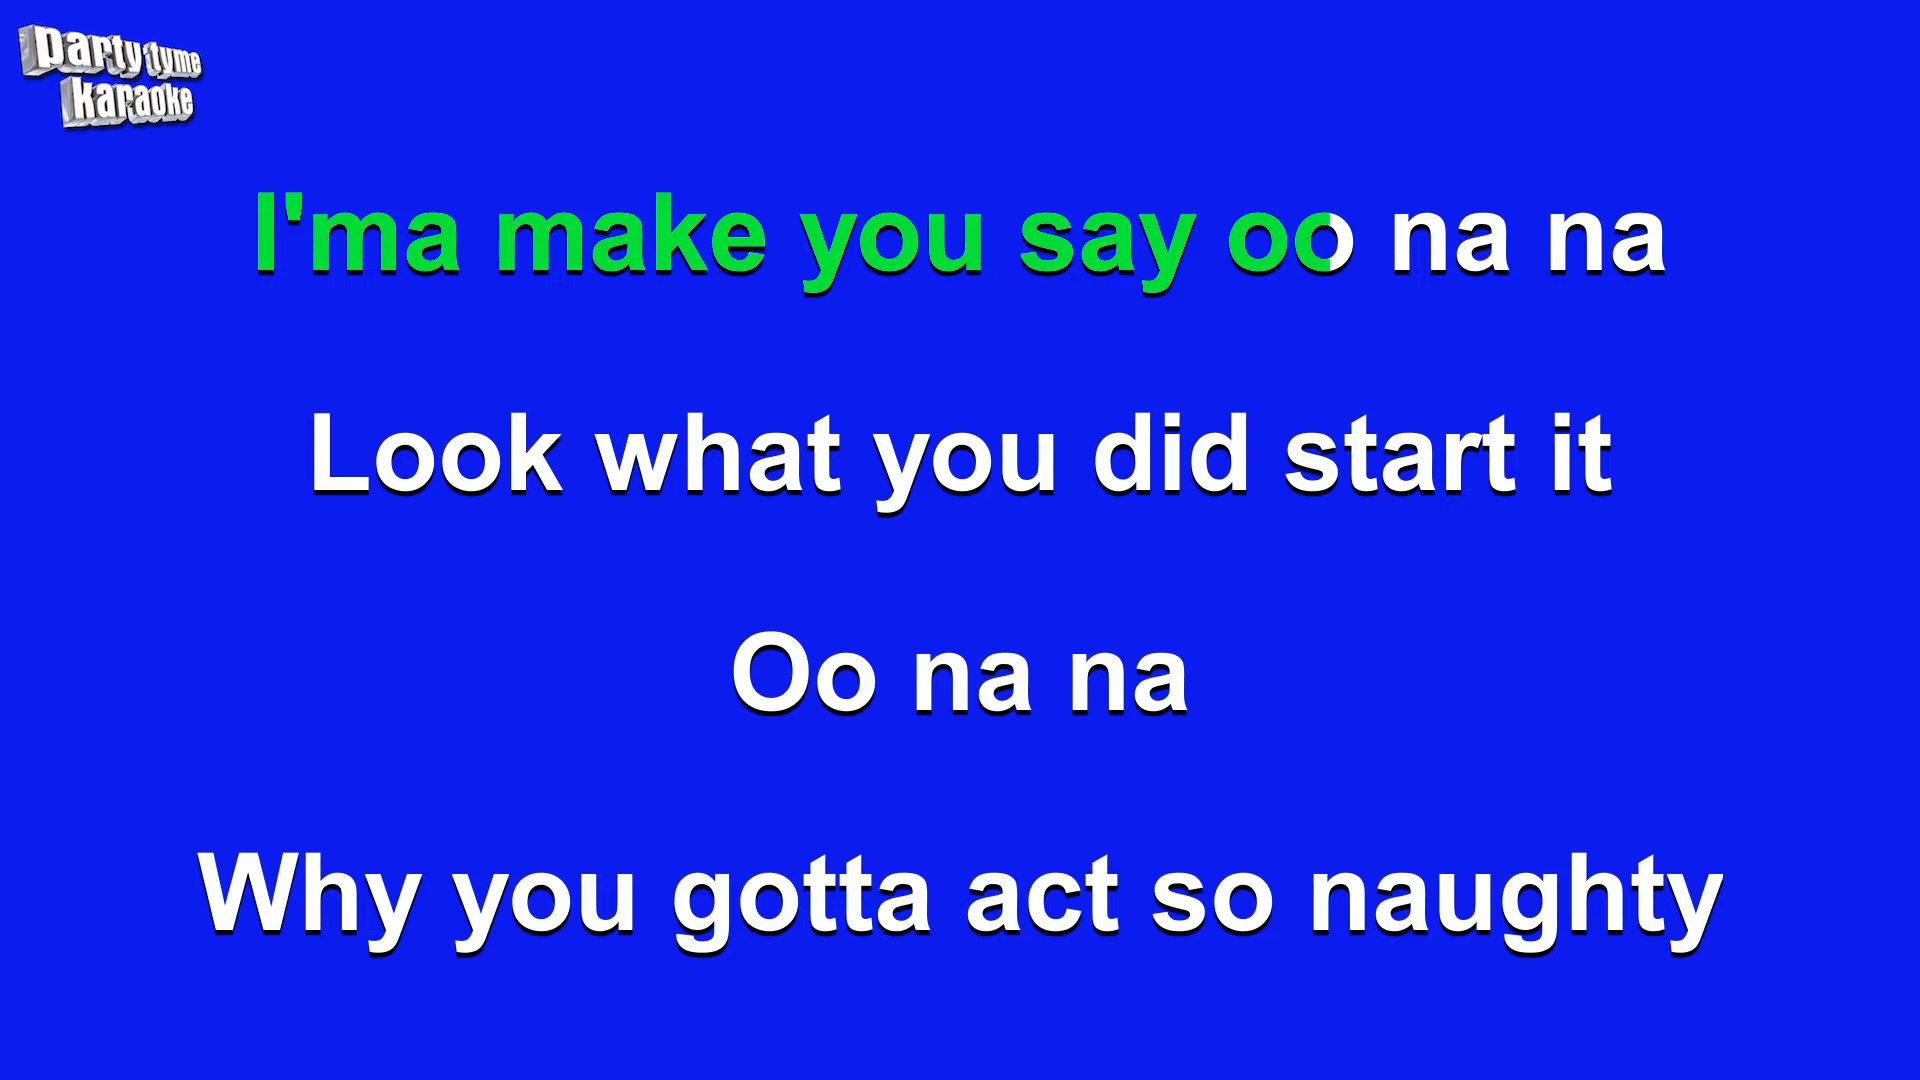 party tyme
karaoke
I'ma make you say oo na na
Look what you did start it
Oo na na
Why you gotta act so naughty